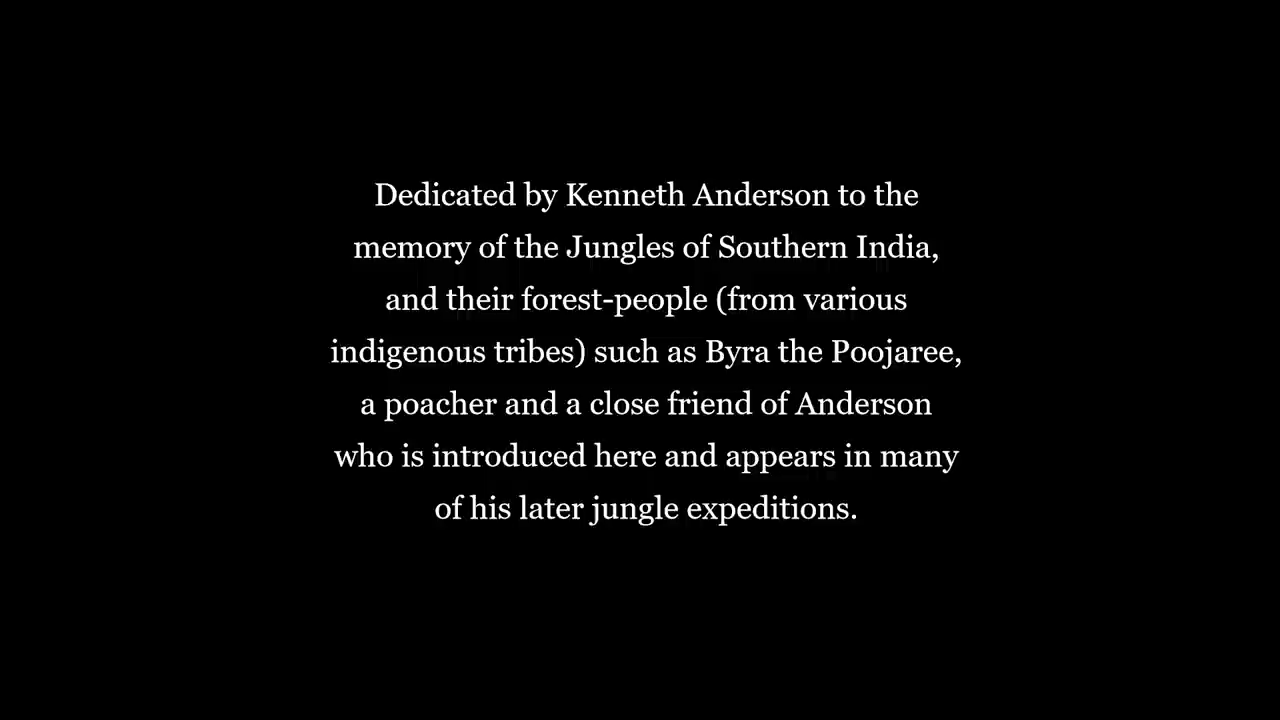 Dedicated by Kenneth Anderson to the
memory of the Jungles of Southern India,
and their forest-people (from various
indigenous tribes) such as Byra the Poojaree,
a poacher and a close friend of Anderson
who is introduced here and appears in many
of his later jungle expeditions.